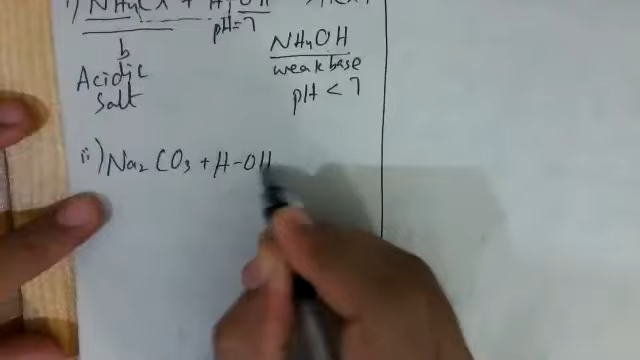 i) NH4Cl + H-OH
pH=7
b
Acidic
Salt
NH4OH
weak base
pH < 7
ii) Na2CO3 + H-OH